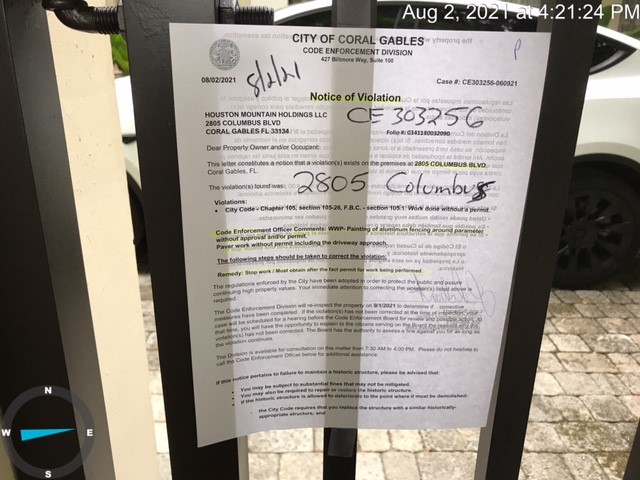 Aug 2, 2021 at 4:21:24 PM
CITY OF CORAL GABLES
CODE ENFORCEMENT DIVISION
427 Biltmore Way, Suite 100
P
08/02/2021
8/2/21
Case #: CE303256-060921
Notice of Violation
HOUSTON MOUNTAIN HOLDINGS LLC
2805 COLUMBUS BLVD
CORAL GABLES FL 33134
CE 303256
Folio #: 0341180092090
Dear Property Owner and/or Occupant:
This letter constitutes a notice that a violation(s) exists on the premises at 2805 COLUMBUS BLVD
Coral Gables, FL.
The violation(s) found was:
2805 Columbus
Violations:
• City Code - Chapter 105, section 105-26, F.B.C. - section 105.1: Work done without a permit.
Code Enforcement Officer Comments: WWP- Painting of aluminum fencing around parameter
without approval and/or permit.
Paver work without permit including the driveway approach.
The following steps should be taken to correct the violation:
Remedy: Stop work / Must obtain after the fact permit for work being performed.
The regulations enforced by the City have been adopted in order to protect the public and assure
continuing high property values. Your immediate attention to correcting the violation(s) listed above is
required.
The Code Enforcement Division will re-inspect the property on 9/1/2021 to determine if corrective
measures have been completed. If the violation(s) has not been corrected at the time of inspection, your
case will be scheduled for a hearing before the Code Enforcement Board for review and possible action. At
that time, you will have the opportunity to explain to the citizens serving on the Board the reasons why the
violation(s) has not been corrected. The Board has the authority to assess a fine against you for as long as
the violation continues.
The Division is available for consultation on this matter from 7:30 AM to 4:00 PM. Please do not hesitate to
call the Code Enforcement Officer below for additional assistance.
If this notice pertains to failure to maintain a historic structure, please be advised that:
• You may be subject to substantial fines that may not be mitigated.
• You may also be required to repair or restore the historic structure.
• If the historic structure is allowed to deteriorate to the point where it must be demolished:
• the City Code requires that you replace the structure with a similar historically-
appropriate structure; and
N
W E
S